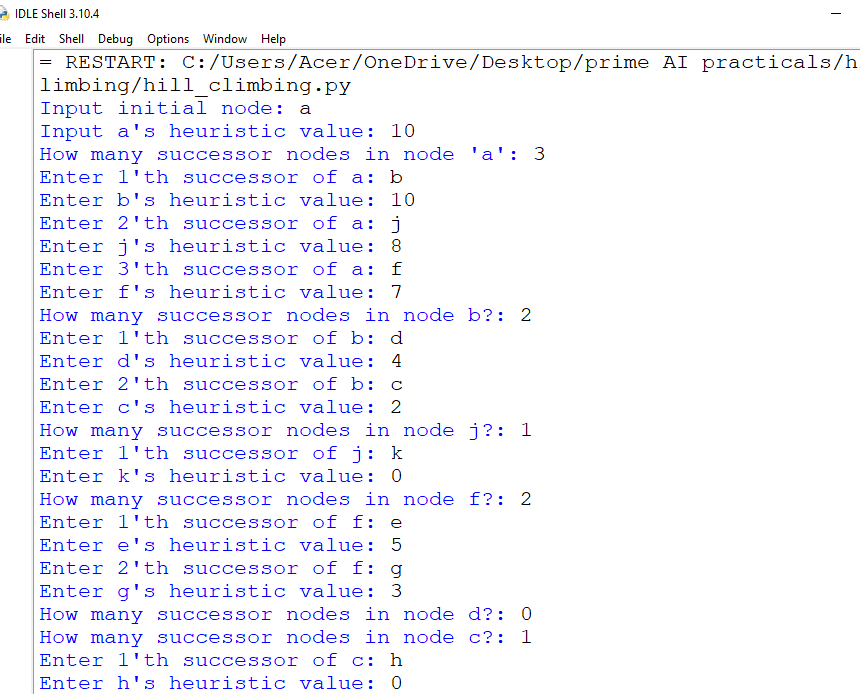 IDLE Shell 3.10.4
ile Edit Shell Debug Options Window Help
= RESTART: C:/Users/Acer/OneDrive/Desktop/prime AI practicals/h
limbing/hill_climbing.py
Input initial node: a
Input a's heuristic value: 10
How many successor nodes in node 'a': 3
Enter 1'th successor of a: b
Enter b's heuristic value: 10
Enter 2'th successor of a: j
Enter j's heuristic value: 8
Enter 3'th successor of a: f
Enter f's heuristic value: 7
How many successor nodes in node b?: 2
Enter 1'th successor of b: d
Enter d's heuristic value: 4
Enter 2'th successor of b: c
Enter c's heuristic value: 2
How many successor nodes in node j?: 1
Enter 1'th successor of j: k
Enter k's heuristic value: 0
How many successor nodes in node f?: 2
Enter 1'th successor of f: e
Enter e's heuristic value: 5
Enter 2'th successor of f: g
Enter g's heuristic value: 3
How many successor nodes in node d?: 0
How many successor nodes in node c?: 1
Enter 1'th successor of c: h
Enter h's heuristic value: 0